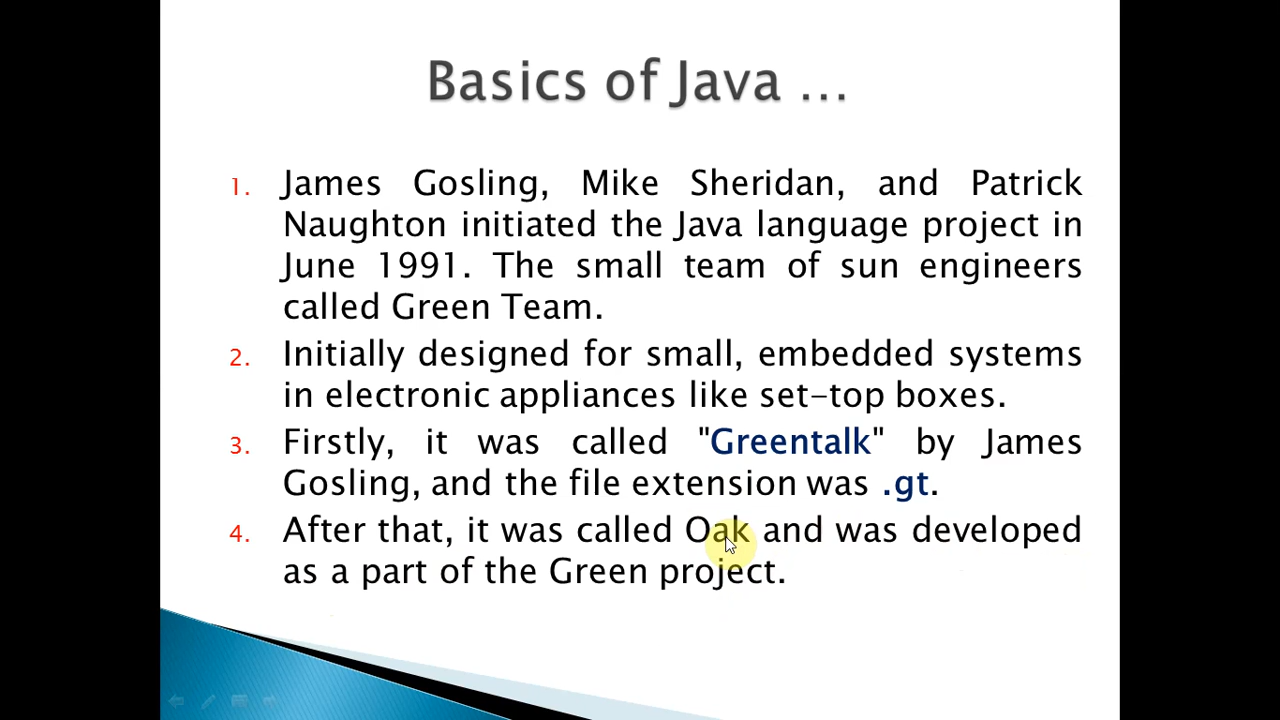 Basics of Java ...
1. James Gosling, Mike Sheridan, and Patrick
Naughton initiated the Java language project in
June 1991. The small team of sun engineers
called Green Team.
2. Initially designed for small, embedded systems
in electronic appliances like set-top boxes.
3. Firstly, it was called "Greentalk" by James
Gosling, and the file extension was .gt.
4. After that, it was called Oak and was developed
as a part of the Green project.